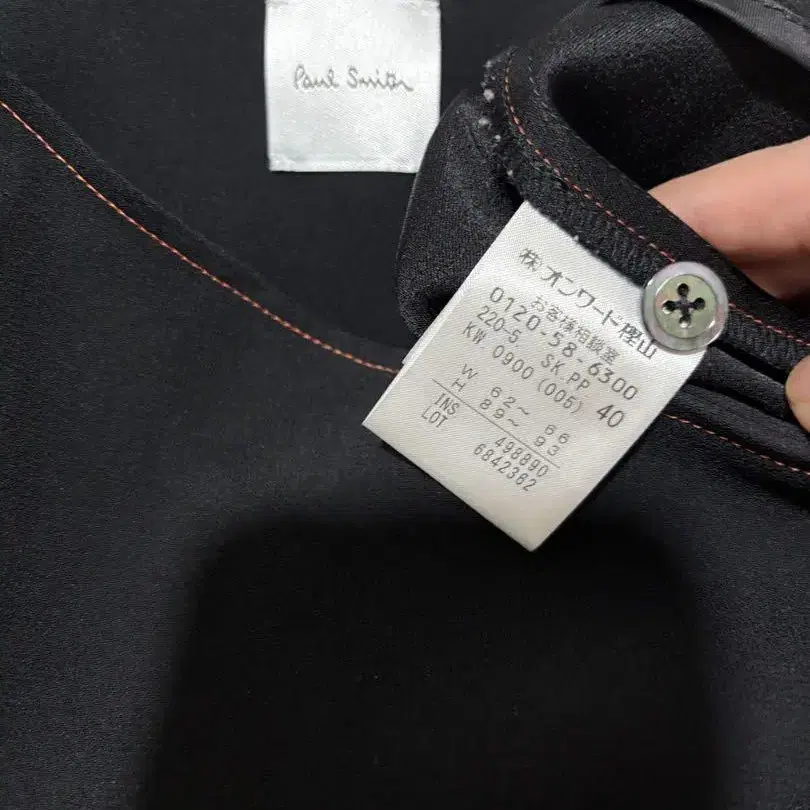 Paul Smith
㈱オンワード樫山
お客様相談室
0120-58-6300
220-5. SK PP
KW 0900 (005) 40
W 62～ 66
H 89～ 93
INS 498890
LOT 6842362